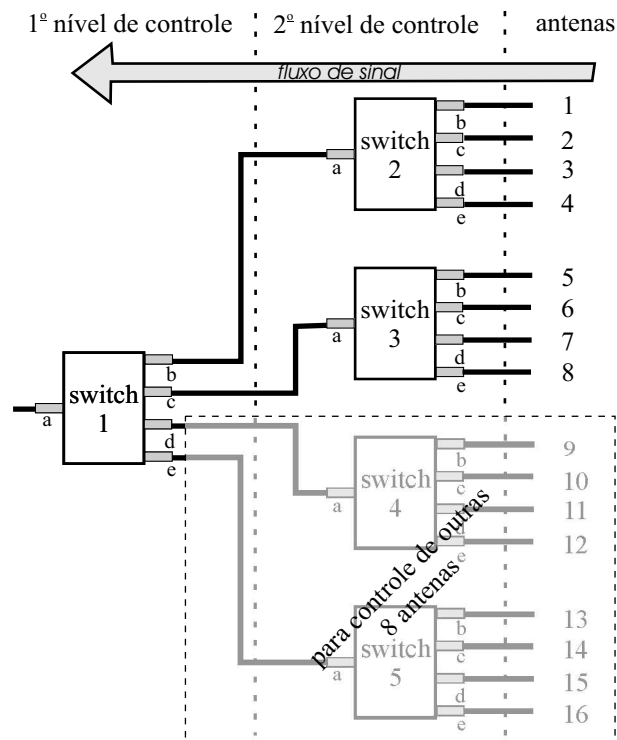 1º nível de controle 2º nível de controle antenas
fluxo de sinal
switch
2
a
b
c
d
e
1
2
3
4
switch
3
a
b
c
d
e
5
6
7
8
switch
1
a
b
c
d
e
switch
4
a
b
c
d
e
9
10
11
12
para controle de outras
8 antenas
switch
5
a
b
c
d
e
13
14
15
16